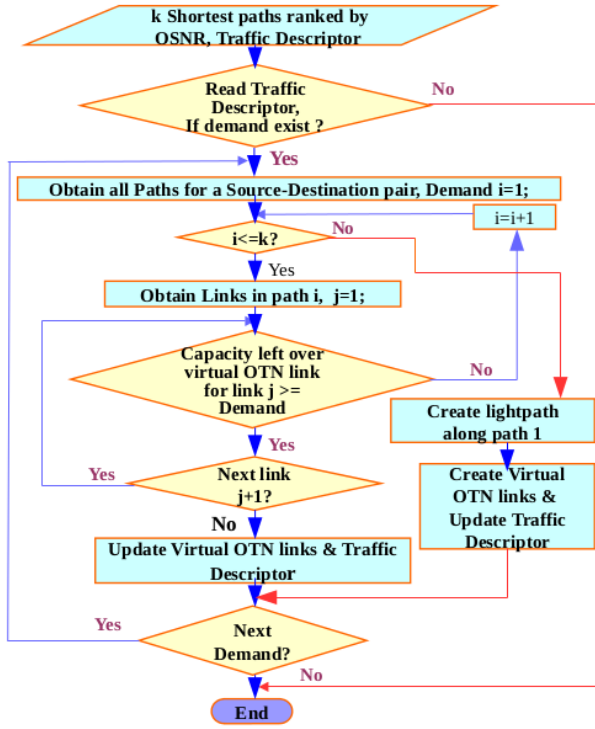 k Shortest paths ranked by
OSNR, Traffic Descriptor
Read Traffic
Descriptor,
If demand exist ?
No
Yes
Obtain all Paths for a Source-Destination pair, Demand i=1;
i=i+1
i<=k?
No
Yes
Obtain Links in path i, j=1;
Capacity left over
virtual OTN link
for link j >=
Demand
No
Yes
Create lightpath
along path 1
Next link
j+1?
Yes
No
Create Virtual
OTN links &
Update Traffic
Descriptor
Update Virtual OTN links & Traffic
Descriptor
Next
Demand?
Yes
No
End